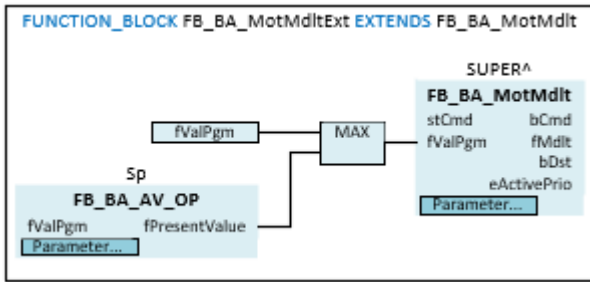 FUNCTION_BLOCK FB_BA_MotMdltExt EXTENDS FB_BA_MotMdlt
SUPER^
FB_BA_MotMdlt
stCmd bCmd
fValPgm fMdlt
bDst
eActivePrio
Parameter...
fValPgm
MAX
Sp
FB_BA_AV_OP
fValPgm fPresentValue
Parameter...